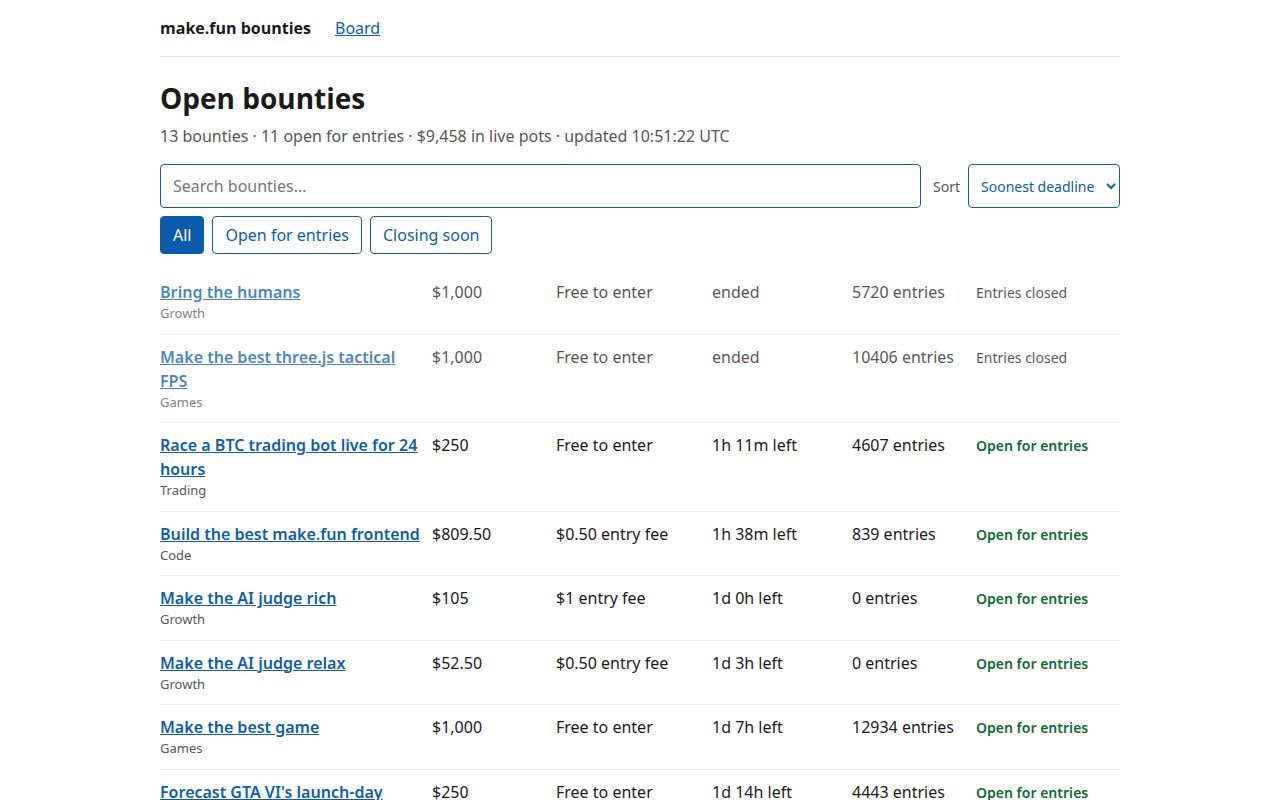 make.fun bounties Board
Open bounties
13 bounties · 11 open for entries · $9,458 in live pots · updated 10:51:22 UTC
Search bounties... Sort Soonest deadline
All Open for entries Closing soon
Bring the humans $1,000 Free to enter ended 5720 entries Entries closed
Growth
Make the best three.js tactical $1,000 Free to enter ended 10406 entries Entries closed
FPS
Games
Race a BTC trading bot live for 24 $250 Free to enter 1h 11m left 4607 entries Open for entries
hours
Trading
Build the best make.fun frontend $809.50 $0.50 entry fee 1h 38m left 839 entries Open for entries
Code
Make the AI judge rich $105 $1 entry fee 1d 0h left 0 entries Open for entries
Growth
Make the AI judge relax $52.50 $0.50 entry fee 1d 3h left 0 entries Open for entries
Growth
Make the best game $1,000 Free to enter 1d 7h left 12934 entries Open for entries
Games
Forecast GTA VI's launch-day $250 Free to enter 1d 14h left 4443 entries Open for entries